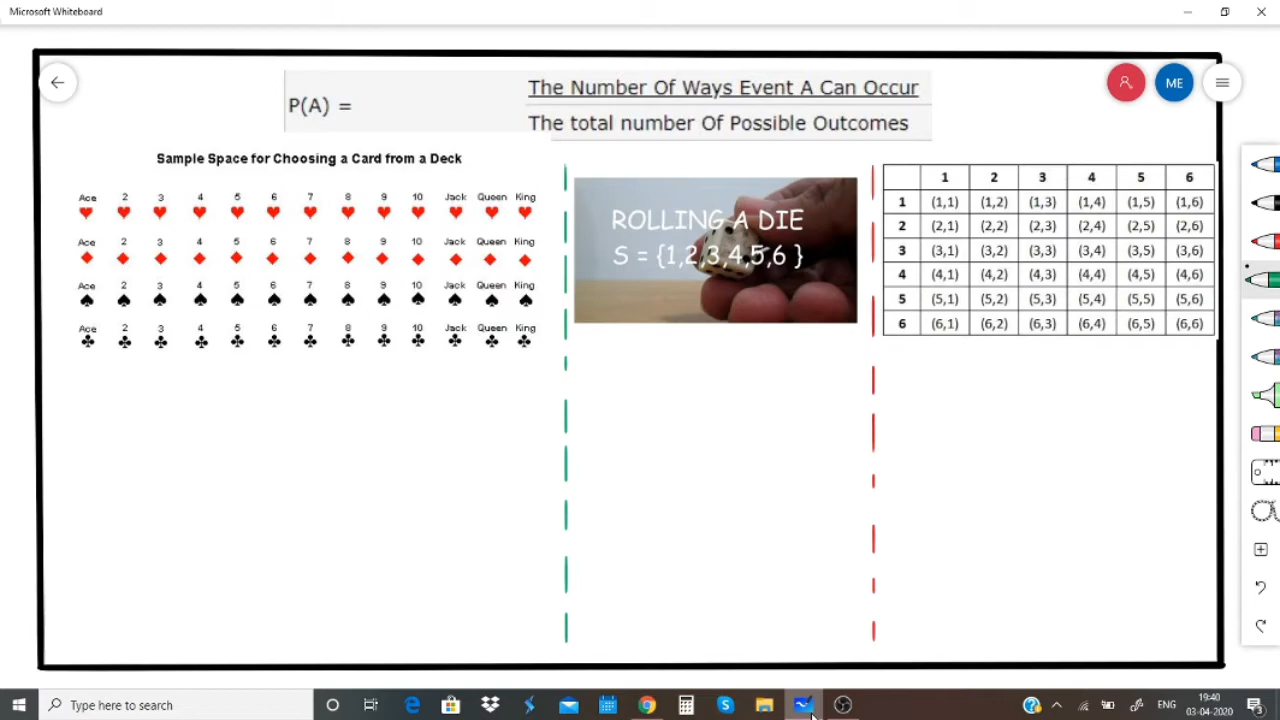 Microsoft Whiteboard
ME
P(A) =
The Number Of Ways Event A Can Occur
The total number Of Possible Outcomes
Sample Space for Choosing a Card from a Deck
Ace 2 3 4 5 6 7 8 9 10 Jack Queen King
Ace 2 3 4 5 6 7 8 9 10 Jack Queen King
Ace 2 3 4 5 6 7 8 9 10 Jack Queen King
Ace 2 3 4 5 6 7 8 9 10 Jack Queen King
ROLLING A DIE
S = {1,2,3,4,5,6 }
1 2 3 4 5 6
1 (1,1) (1,2) (1,3) (1,4) (1,5) (1,6)
2 (2,1) (2,2) (2,3) (2,4) (2,5) (2,6)
3 (3,1) (3,2) (3,3) (3,4) (3,5) (3,6)
4 (4,1) (4,2) (4,3) (4,4) (4,5) (4,6)
5 (5,1) (5,2) (5,3) (5,4) (5,5) (5,6)
6 (6,1) (6,2) (6,3) (6,4) (6,5) (6,6)
Type here to search
ENG
19:40
03-04-2020
3